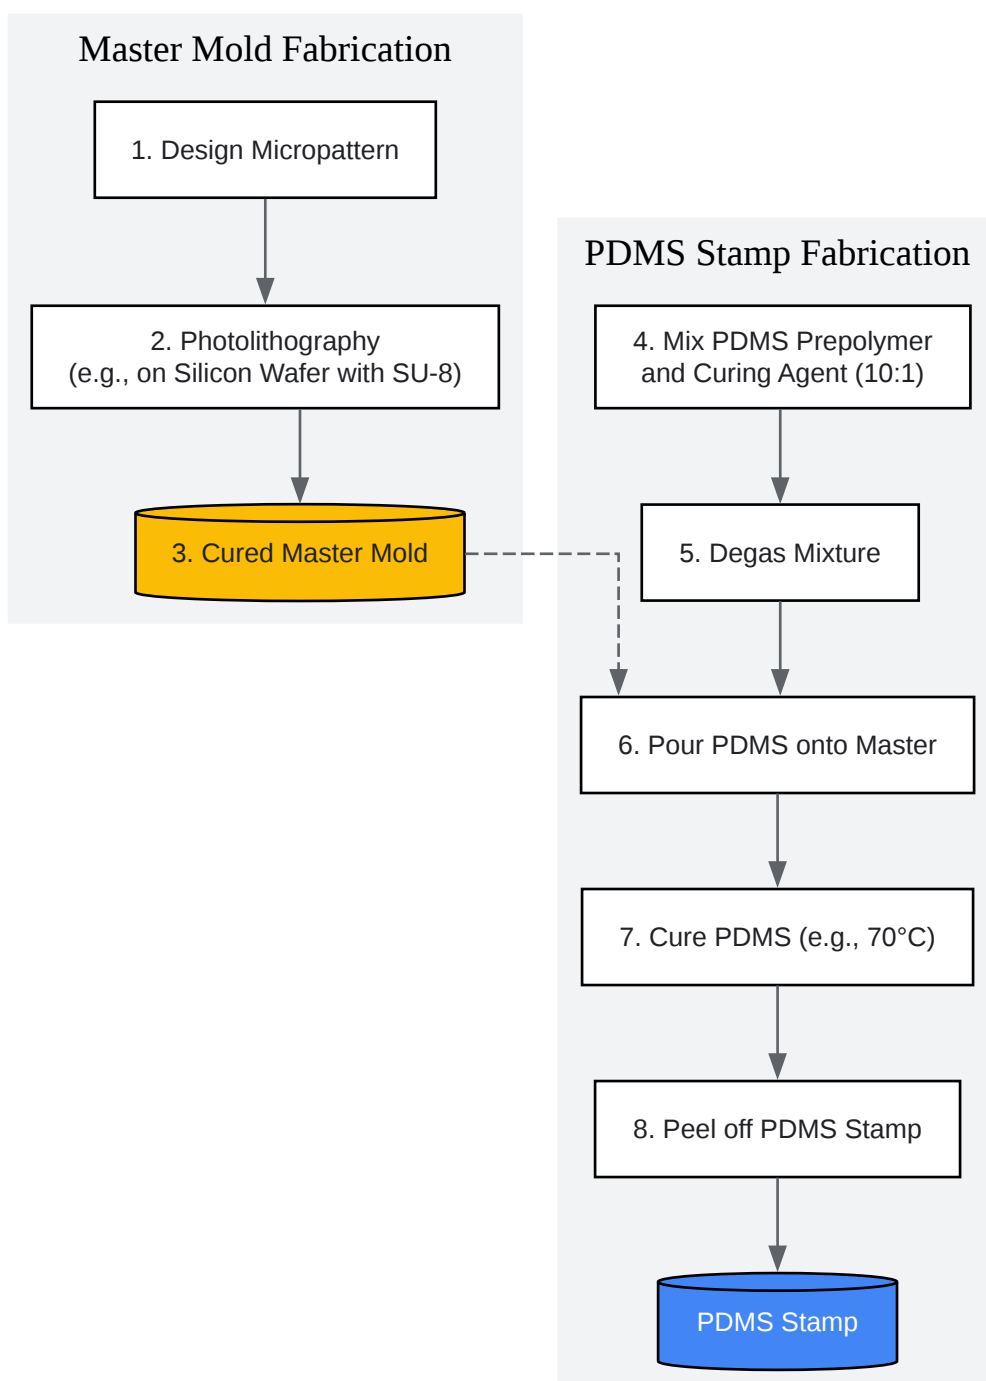 Master Mold Fabrication
1. Design Micropattern
2. Photolithography
(e.g., on Silicon Wafer with SU-8)
3. Cured Master Mold
PDMS Stamp Fabrication
4. Mix PDMS Prepolymer
and Curing Agent (10:1)
5. Degas Mixture
6. Pour PDMS onto Master
7. Cure PDMS (e.g., 70°C)
8. Peel off PDMS Stamp
PDMS Stamp